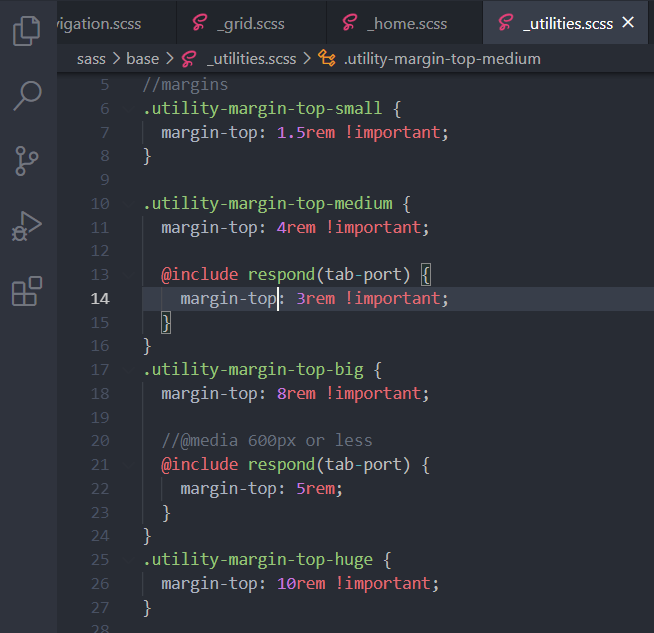 vigation.scss _grid.scss _home.scss _utilities.scss
sass > base > _utilities.scss > .utility-margin-top-medium
5 //margins
6 .utility-margin-top-small {
7 margin-top: 1.5rem !important;
8 }
9
10 .utility-margin-top-medium {
11 margin-top: 4rem !important;
12
13 @include respond(tab-port) {
14 margin-top: 3rem !important;
15 }
16 }
17 .utility-margin-top-big {
18 margin-top: 8rem !important;
19
20 //@media 600px or less
21 @include respond(tab-port) {
22 margin-top: 5rem;
23 }
24 }
25 .utility-margin-top-huge {
26 margin-top: 10rem !important;
27 }
28